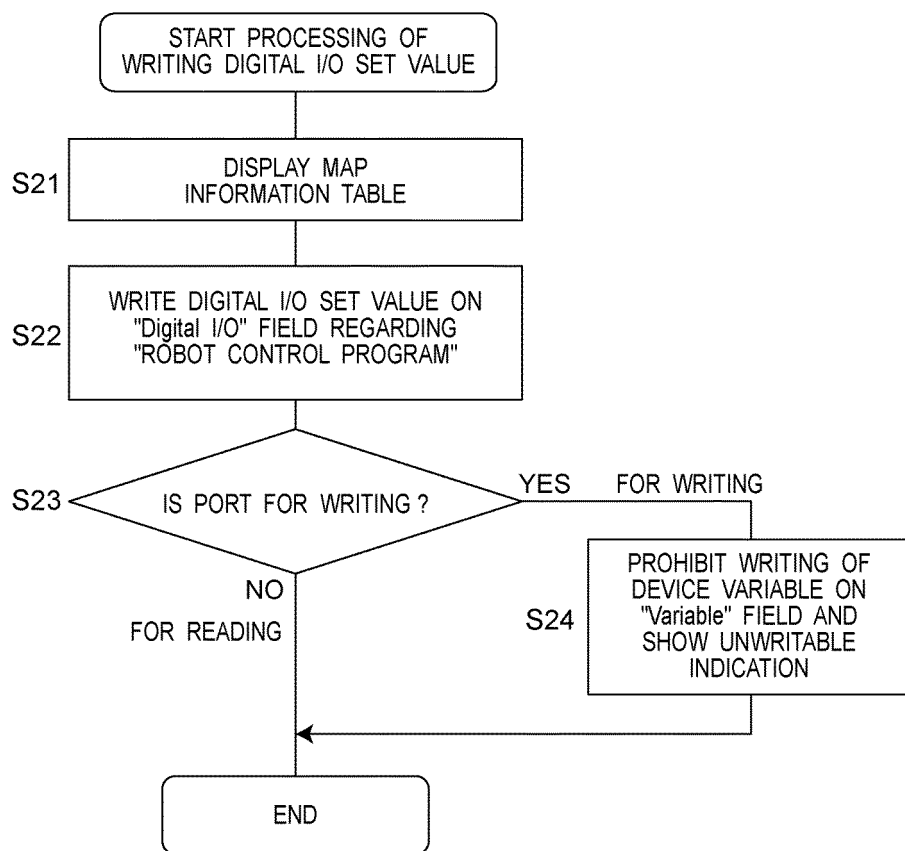 START PROCESSING OF
WRITING DIGITAL I/O SET VALUE
S21
DISPLAY MAP
INFORMATION TABLE
S22
WRITE DIGITAL I/O SET VALUE ON
"Digital I/O" FIELD REGARDING
"ROBOT CONTROL PROGRAM"
S23
IS PORT FOR WRITING ?
YES FOR WRITING
NO
FOR READING
S24
PROHIBIT WRITING OF
DEVICE VARIABLE ON
"Variable" FIELD AND
SHOW UNWRITABLE
INDICATION
END